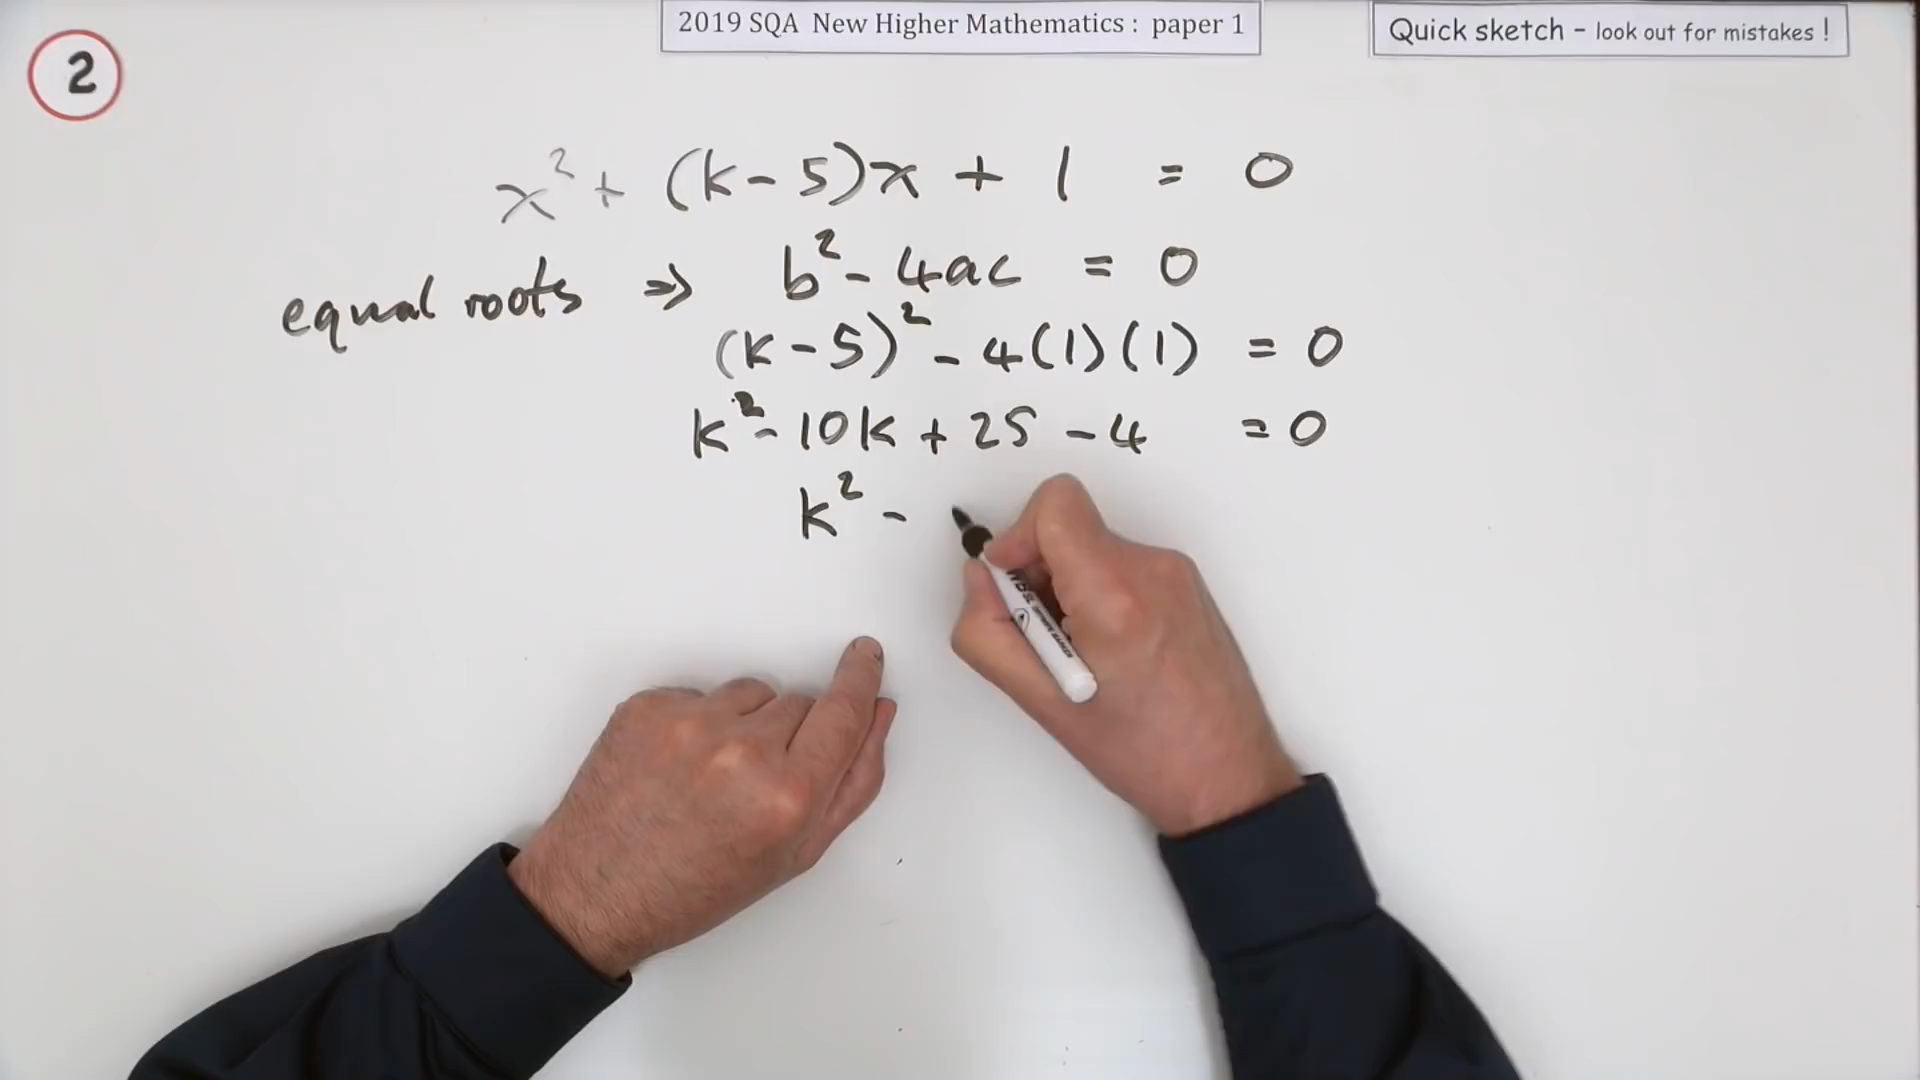 2019 SQA New Higher Mathematics : paper 1
Quick sketch - look out for mistakes !
2
x² + (k - 5)x + 1 = 0
equal roots ⇒ b² - 4ac = 0
(k - 5)² - 4(1)(1) = 0
k² - 10k + 25 - 4 = 0
k² -